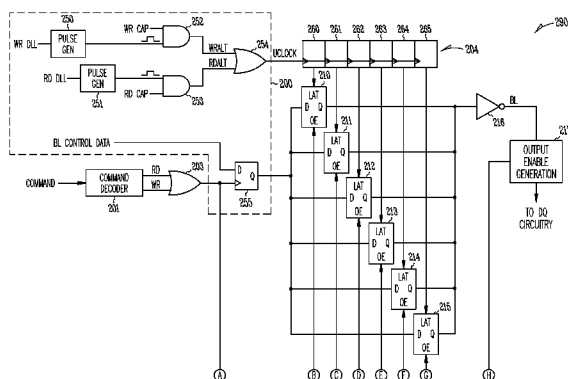 290
252
250
WR CAP
254
260 261 262 263 264 265
WR DLL
PULSE GEN
WRALT
UCLOCK
204
RDALT
210
RD DLL
PULSE GEN
LAT
D Q
OE
BL
251
RD CAP
253
200
211
216
217
LAT
D Q
OE
OUTPUT ENABLE GENERATION
212
LAT
D Q
OE
BL CONTROL DATA
203
213
TO DQ CIRCUITRY
COMMAND
COMMAND DECODER
RD
WR
D
Q
LAT
D Q
OE
201
255
214
LAT
D Q
OE
215
LAT
D Q
OE
A B C D E F G H